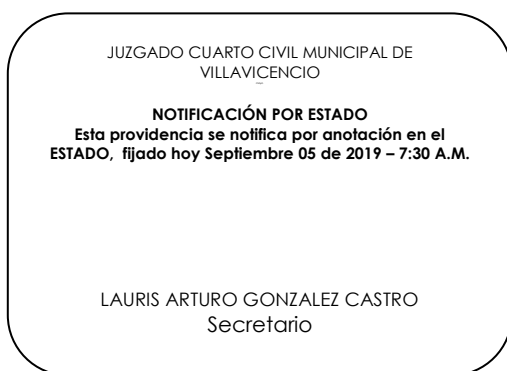 JUZGADO CUARTO CIVIL MUNICIPAL DE
VILLAVICENCIO
NOTIFICACIÓN POR ESTADO
Esta providencia se notifica por anotación en el
ESTADO, fijado hoy Septiembre 05 de 2019 – 7:30 A.M.
LAURIS ARTURO GONZALEZ CASTRO
Secretario